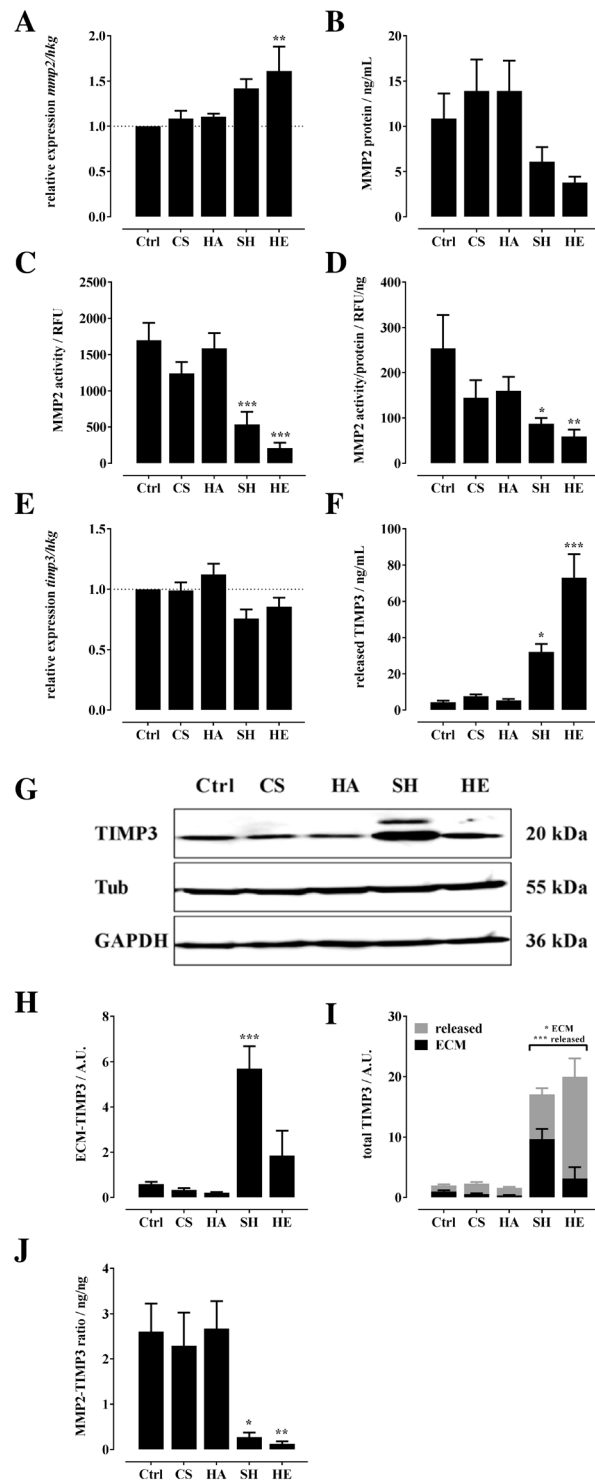 A
relative expression mmp2/hkg
2.0
1.5
1.0
0.5
0.0
**
Ctrl CS HA SH HE
B
MMP2 protein / ng/mL
20
15
10
5
0
Ctrl CS HA SH HE
C
MMP2 activity / RFU
2500
2000
1500
1000
500
0
***
***
Ctrl CS HA SH HE
D
MMP2 activity/protein / RFU/ng
400
300
200
100
0
*
**
Ctrl CS HA SH HE
E
relative expression timp3/hkg
1.5
1.0
0.5
0.0
Ctrl CS HA SH HE
F
released TIMP3 / ng/mL
100
80
60
40
20
0
*
***
Ctrl CS HA SH HE
G
Ctrl CS HA SH HE
TIMP3 20 kDa
Tub 55 kDa
GAPDH 36 kDa
H
ECM-TIMP3 / A.U.
8
6
4
2
0
***
Ctrl CS HA SH HE
I
total TIMP3 / A.U.
30
20
10
0
released
ECM
* ECM
*** released
Ctrl CS HA SH HE
J
MMP2-TIMP3 ratio / ng/ng
4
3
2
1
0
*
**
Ctrl CS HA SH HE